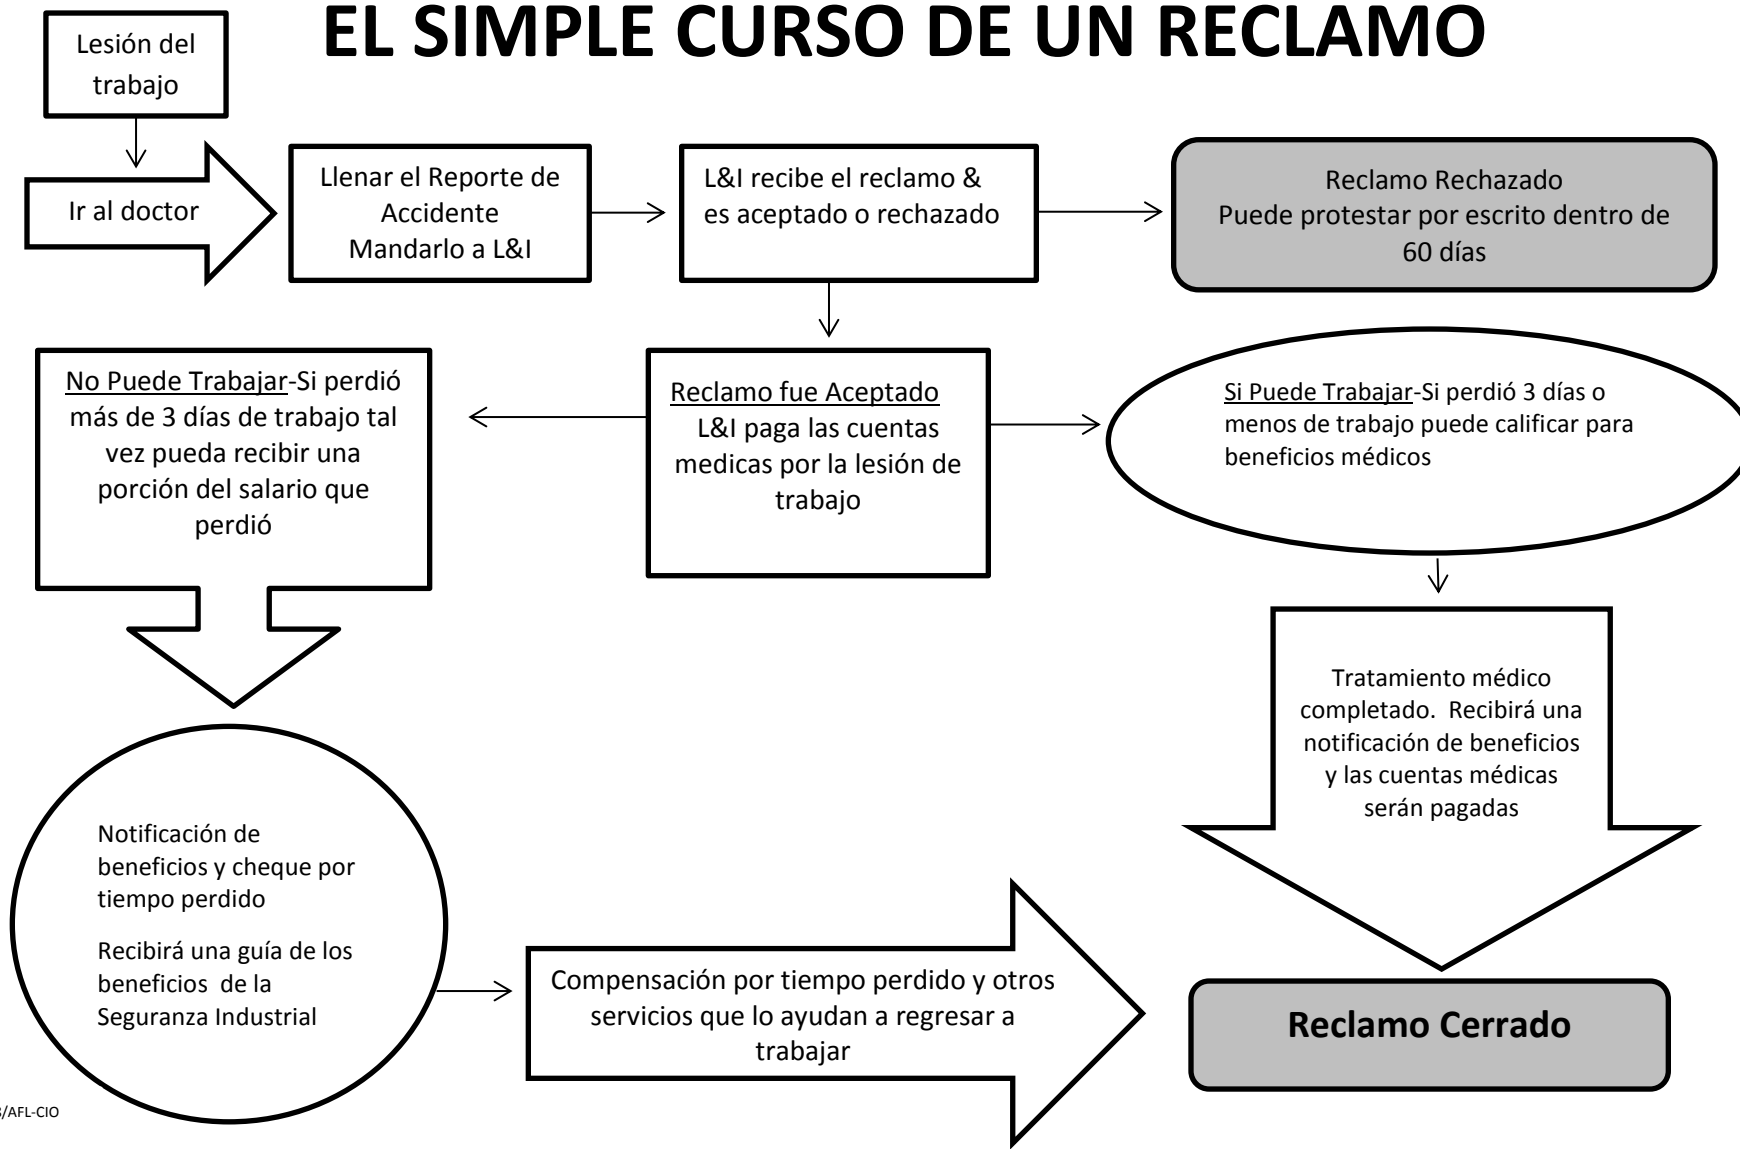 EL SIMPLE CURSO DE UN RECLAMO
Lesión del
trabajo
Ir al doctor
Llenar el Reporte de
Accidente
Mandarlo a L&I
L&I recibe el reclamo &
es aceptado o rechazado
Reclamo Rechazado
Puede protestar por escrito dentro de
60 días
No Puede Trabajar-Si perdió
más de 3 días de trabajo tal
vez pueda recibir una
porción del salario que
perdió
Reclamo fue Aceptado
L&I paga las cuentas
medicas por la lesión de
trabajo
Si Puede Trabajar-Si perdió 3 días o
menos de trabajo puede calificar para
beneficios médicos
Tratamiento médico
completado.  Recibirá una
notificación de beneficios
y las cuentas médicas
serán pagadas
Notificación de
beneficios y cheque por
tiempo perdido
Recibirá una guía de los
beneficios  de la
Seguranza Industrial
Compensación por tiempo perdido y otros
servicios que lo ayudan a regresar a
trabajar
Reclamo Cerrado
/AFL-CIO